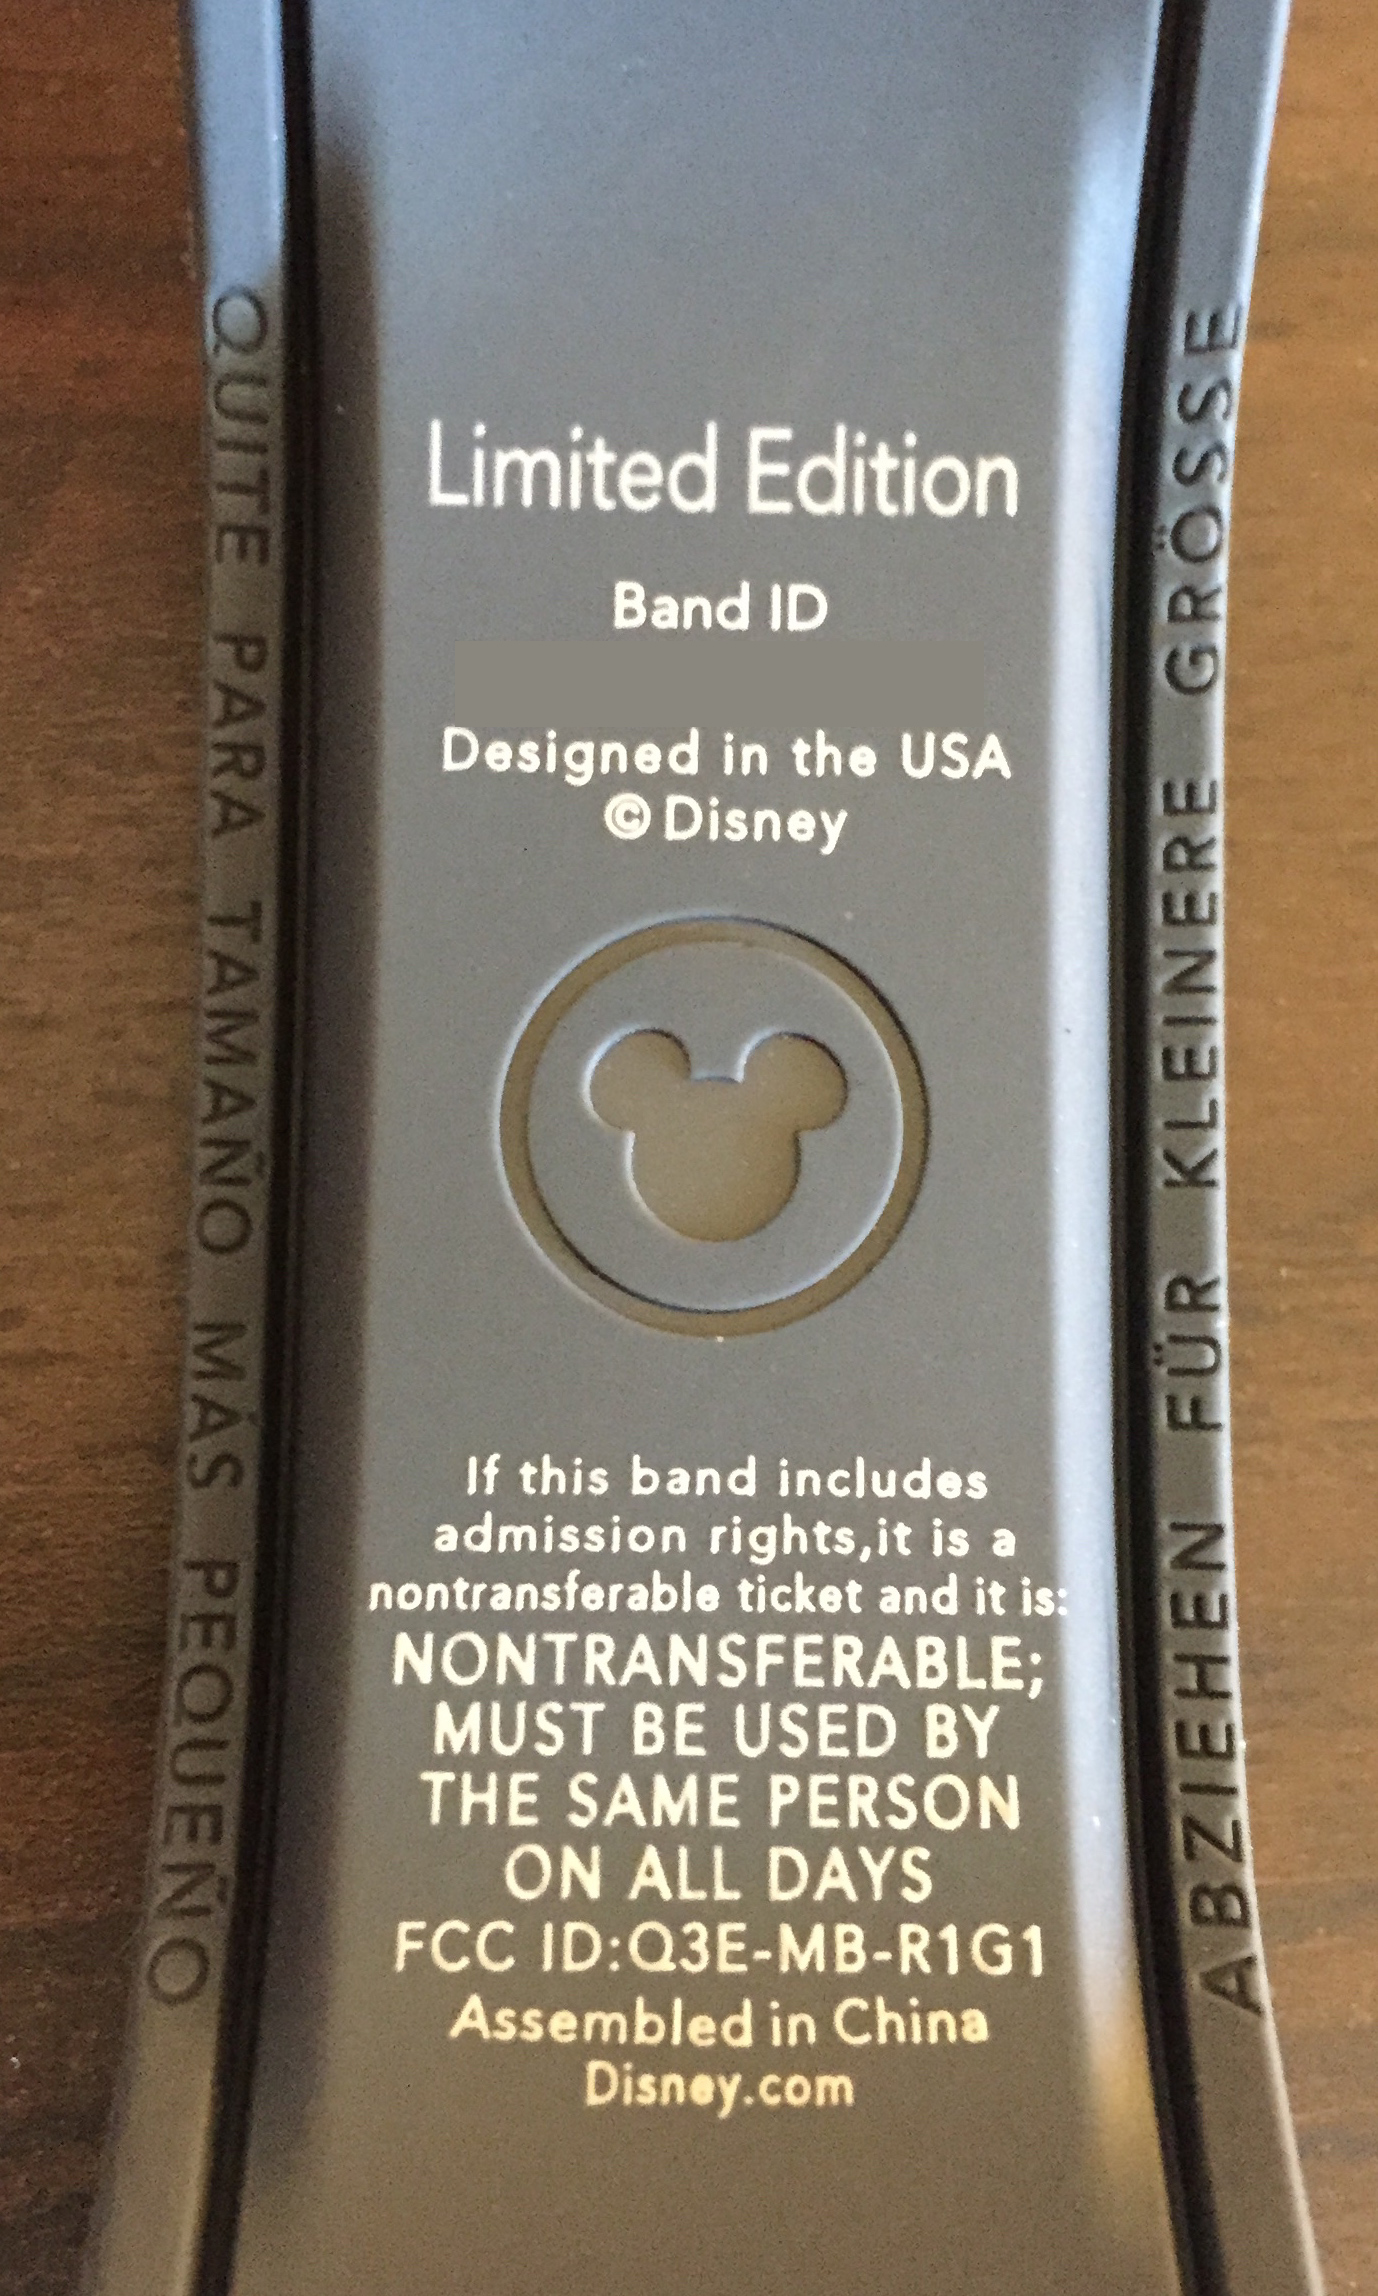 QUITE PARA TAMAÑO MÁS PEQUEÑO
Limited Edition
Band ID
Designed in the USA
©Disney
If this band includes
admission rights,it is a
nontransferable ticket and it is:
NONTRANSFERABLE;
MUST BE USED BY
THE SAME PERSON
ON ALL DAYS
FCC ID:Q3E-MB-R1G1
Assembled in China
Disney.com
ABZIEHEN FÜR KLEINERE GRÖSSE